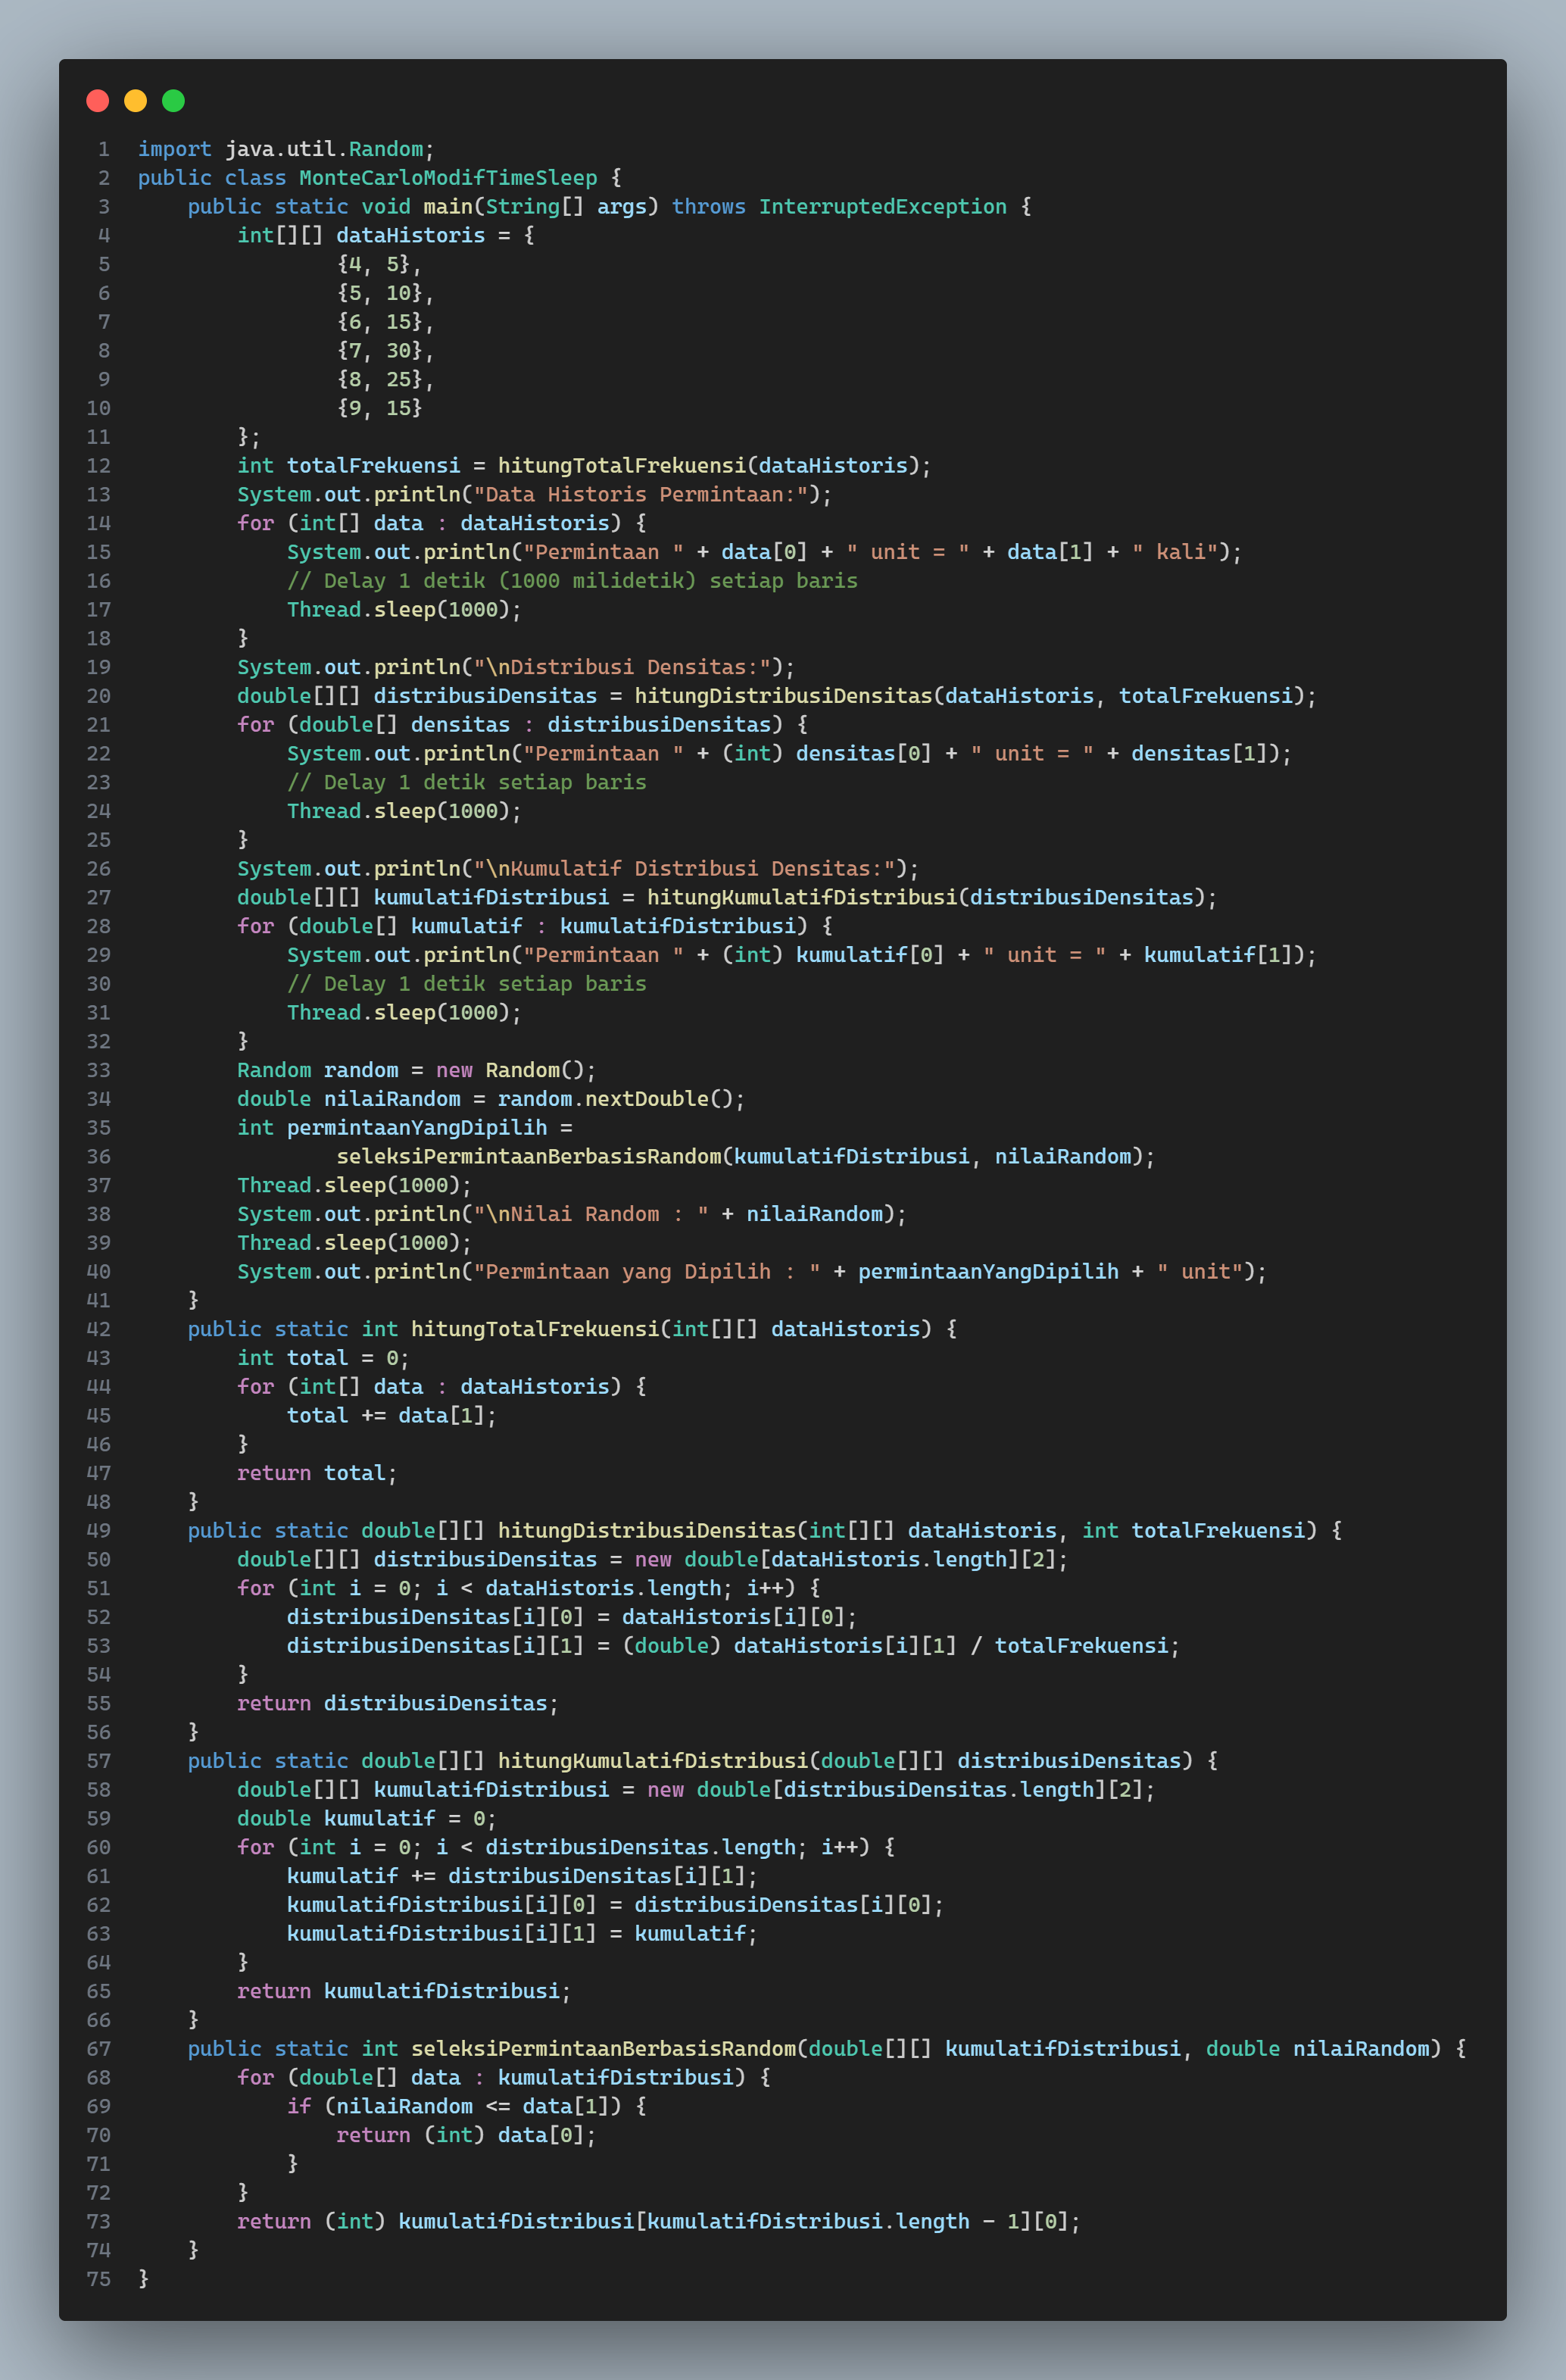 1 import java.util.Random;
2 public class MonteCarloModifTimeSleep {
3     public static void main(String[] args) throws InterruptedException {
4         int[][] dataHistoris = {
5                 {4, 5},
6                 {5, 10},
7                 {6, 15},
8                 {7, 30},
9                 {8, 25},
10                 {9, 15}
11         };
12         int totalFrekuensi = hitungTotalFrekuensi(dataHistoris);
13         System.out.println("Data Historis Permintaan:");
14         for (int[] data : dataHistoris) {
15             System.out.println("Permintaan " + data[0] + " unit = " + data[1] + " kali");
16             // Delay 1 detik (1000 milidetik) setiap baris
17             Thread.sleep(1000);
18         }
19         System.out.println("\nDistribusi Densitas:");
20         double[][] distribusiDensitas = hitungDistribusiDensitas(dataHistoris, totalFrekuensi);
21         for (double[] densitas : distribusiDensitas) {
22             System.out.println("Permintaan " + (int) densitas[0] + " unit = " + densitas[1]);
23             // Delay 1 detik setiap baris
24             Thread.sleep(1000);
25         }
26         System.out.println("\nKumulatif Distribusi Densitas:");
27         double[][] kumulatifDistribusi = hitungKumulatifDistribusi(distribusiDensitas);
28         for (double[] kumulatif : kumulatifDistribusi) {
29             System.out.println("Permintaan " + (int) kumulatif[0] + " unit = " + kumulatif[1]);
30             // Delay 1 detik setiap baris
31             Thread.sleep(1000);
32         }
33         Random random = new Random();
34         double nilaiRandom = random.nextDouble();
35         int permintaanYangDipilih =
36                 seleksiPermintaanBerbasisRandom(kumulatifDistribusi, nilaiRandom);
37         Thread.sleep(1000);
38         System.out.println("\nNilai Random : " + nilaiRandom);
39         Thread.sleep(1000);
40         System.out.println("Permintaan yang Dipilih : " + permintaanYangDipilih + " unit");
41     }
42     public static int hitungTotalFrekuensi(int[][] dataHistoris) {
43         int total = 0;
44         for (int[] data : dataHistoris) {
45             total += data[1];
46         }
47         return total;
48     }
49     public static double[][] hitungDistribusiDensitas(int[][] dataHistoris, int totalFrekuensi) {
50         double[][] distribusiDensitas = new double[dataHistoris.length][2];
51         for (int i = 0; i < dataHistoris.length; i++) {
52             distribusiDensitas[i][0] = dataHistoris[i][0];
53             distribusiDensitas[i][1] = (double) dataHistoris[i][1] / totalFrekuensi;
54         }
55         return distribusiDensitas;
56     }
57     public static double[][] hitungKumulatifDistribusi(double[][] distribusiDensitas) {
58         double[][] kumulatifDistribusi = new double[distribusiDensitas.length][2];
59         double kumulatif = 0;
60         for (int i = 0; i < distribusiDensitas.length; i++) {
61             kumulatif += distribusiDensitas[i][1];
62             kumulatifDistribusi[i][0] = distribusiDensitas[i][0];
63             kumulatifDistribusi[i][1] = kumulatif;
64         }
65         return kumulatifDistribusi;
66     }
67     public static int seleksiPermintaanBerbasisRandom(double[][] kumulatifDistribusi, double nilaiRandom) {
68         for (double[] data : kumulatifDistribusi) {
69             if (nilaiRandom <= data[1]) {
70                 return (int) data[0];
71             }
72         }
73         return (int) kumulatifDistribusi[kumulatifDistribusi.length - 1][0];
74     }
75 }